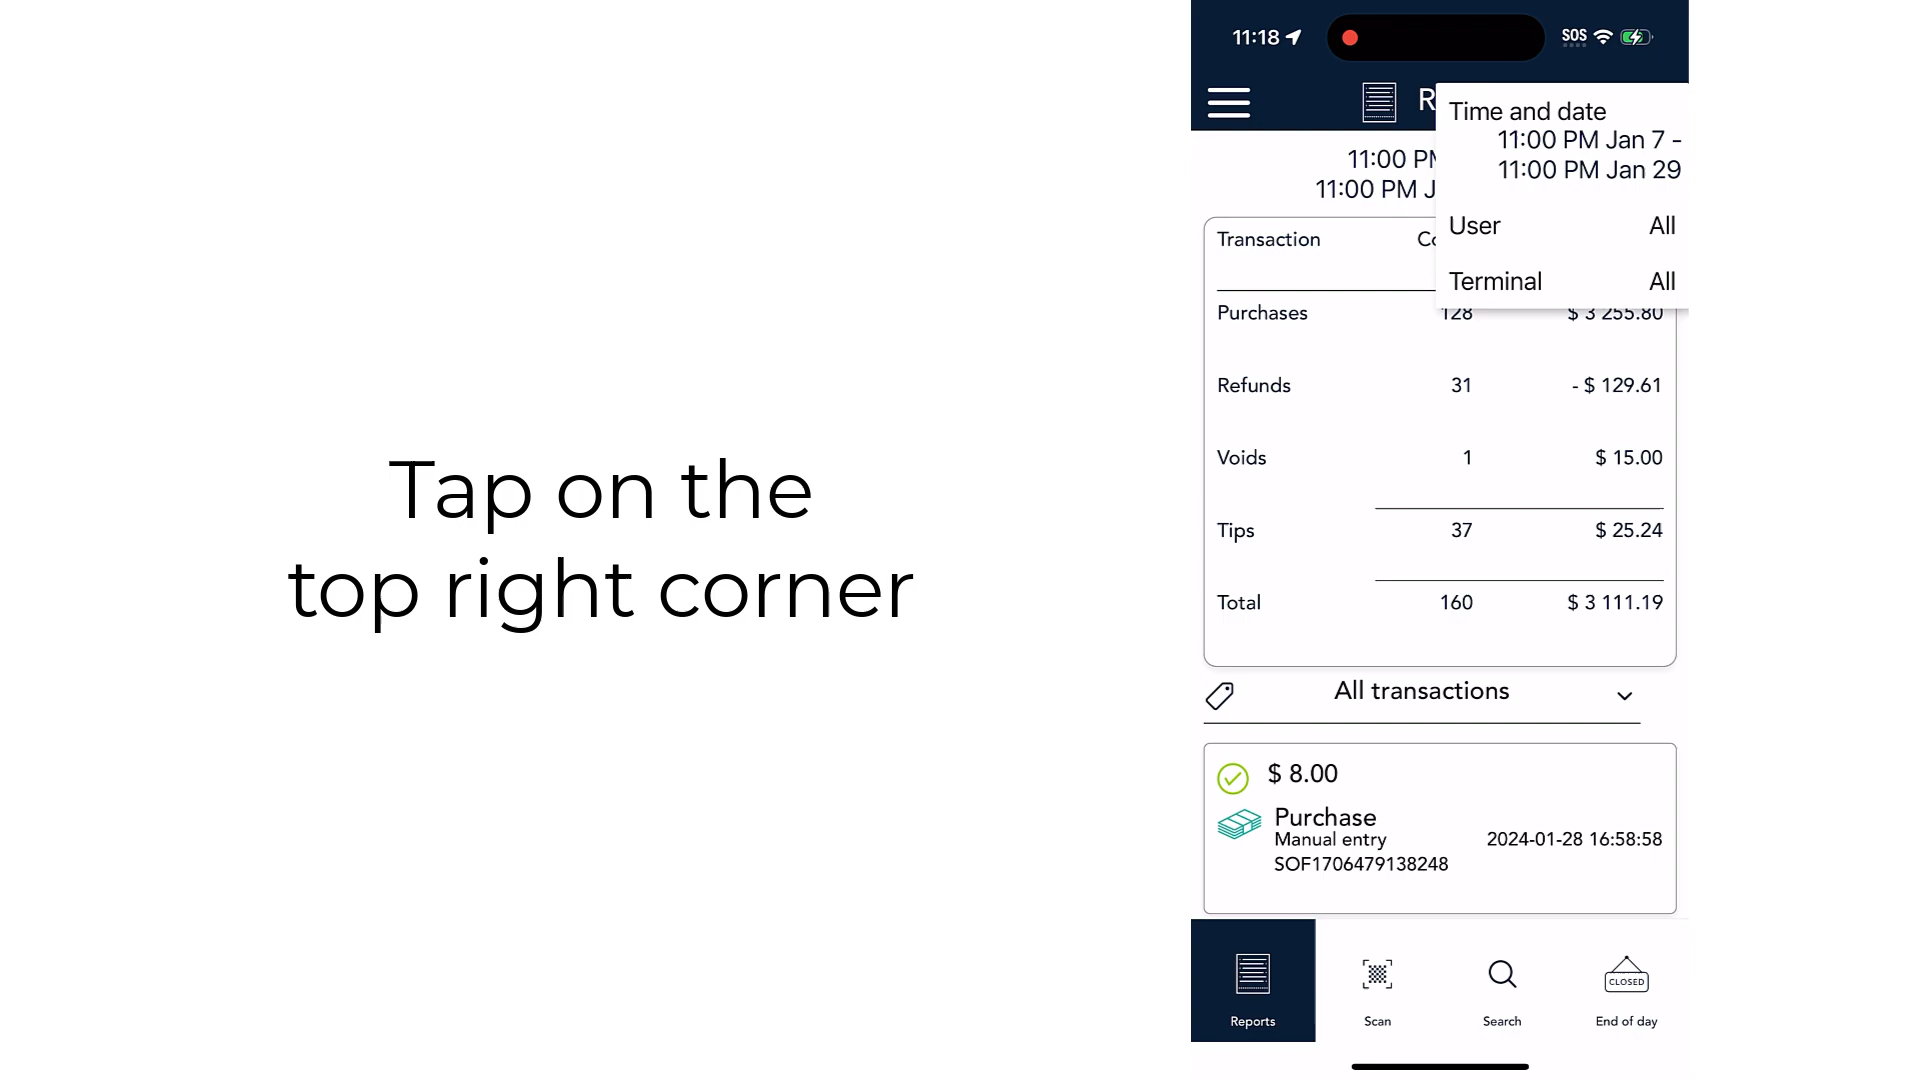 Tap on the
top right corner
11:18
SOS
Time and date
11:00 PM Jan 7 -
11:00 PM Jan 29
User All
Terminal All
11:00 PM
11:00 PM J
Transaction
Purchases 128 $ 3 255.80
Refunds 31 - $ 129.61
Voids 1 $ 15.00
Tips 37 $ 25.24
Total 160 $ 3 111.19
All transactions
$ 8.00
Purchase
Manual entry 2024-01-28 16:58:58
SOF1706479138248
CLOSED
Reports Scan Search End of day